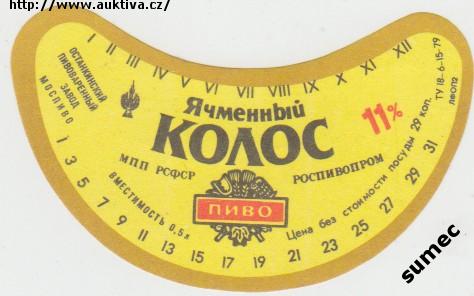 http://www.auktiva.cz/
I II III IV V VI VII VIII IX X XI XII
ОСТАНКИНСКИЙ
ПИВОВАРЕННЫЙ
ЗАВОД
МОСПИВО
Ячменный
КОЛОС
11%
МПП РСФСР
РОСПИВОПРОМ
ПИВО
ВМЕСТИМОСТЬ 0,5 л
Цена без стоимости посуды 29 коп.
ТУ 18-6-15-79
ЛФОП2
1 3 5 7 9 11 13 15 17 19 21 23 25 27 29 31
sumec